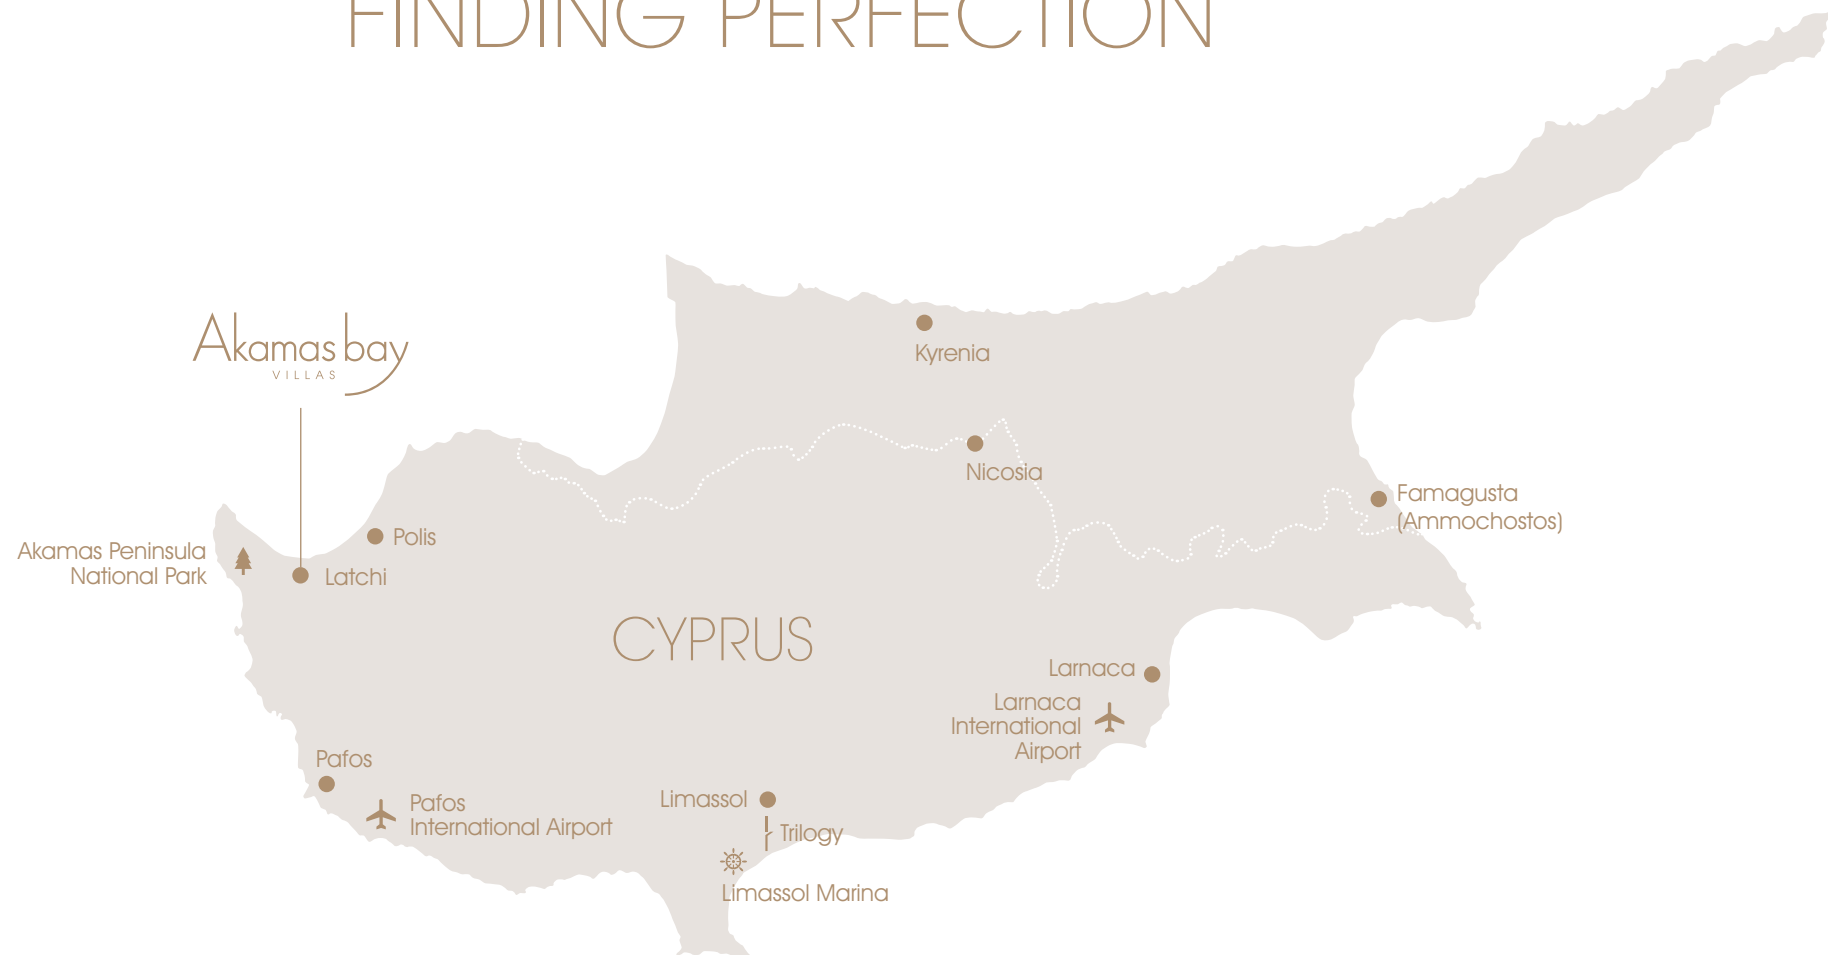 FINDING PERFECTION
Akamas bay
VILLAS
Kyrenia
Nicosia
Famagusta
(Ammochostos)
Polis
Akamas Peninsula
National Park
Latchi
CYPRUS
Larnaca
Larnaca
International
Airport
Pafos
Pafos
International Airport
Limassol
Trilogy
Limassol Marina